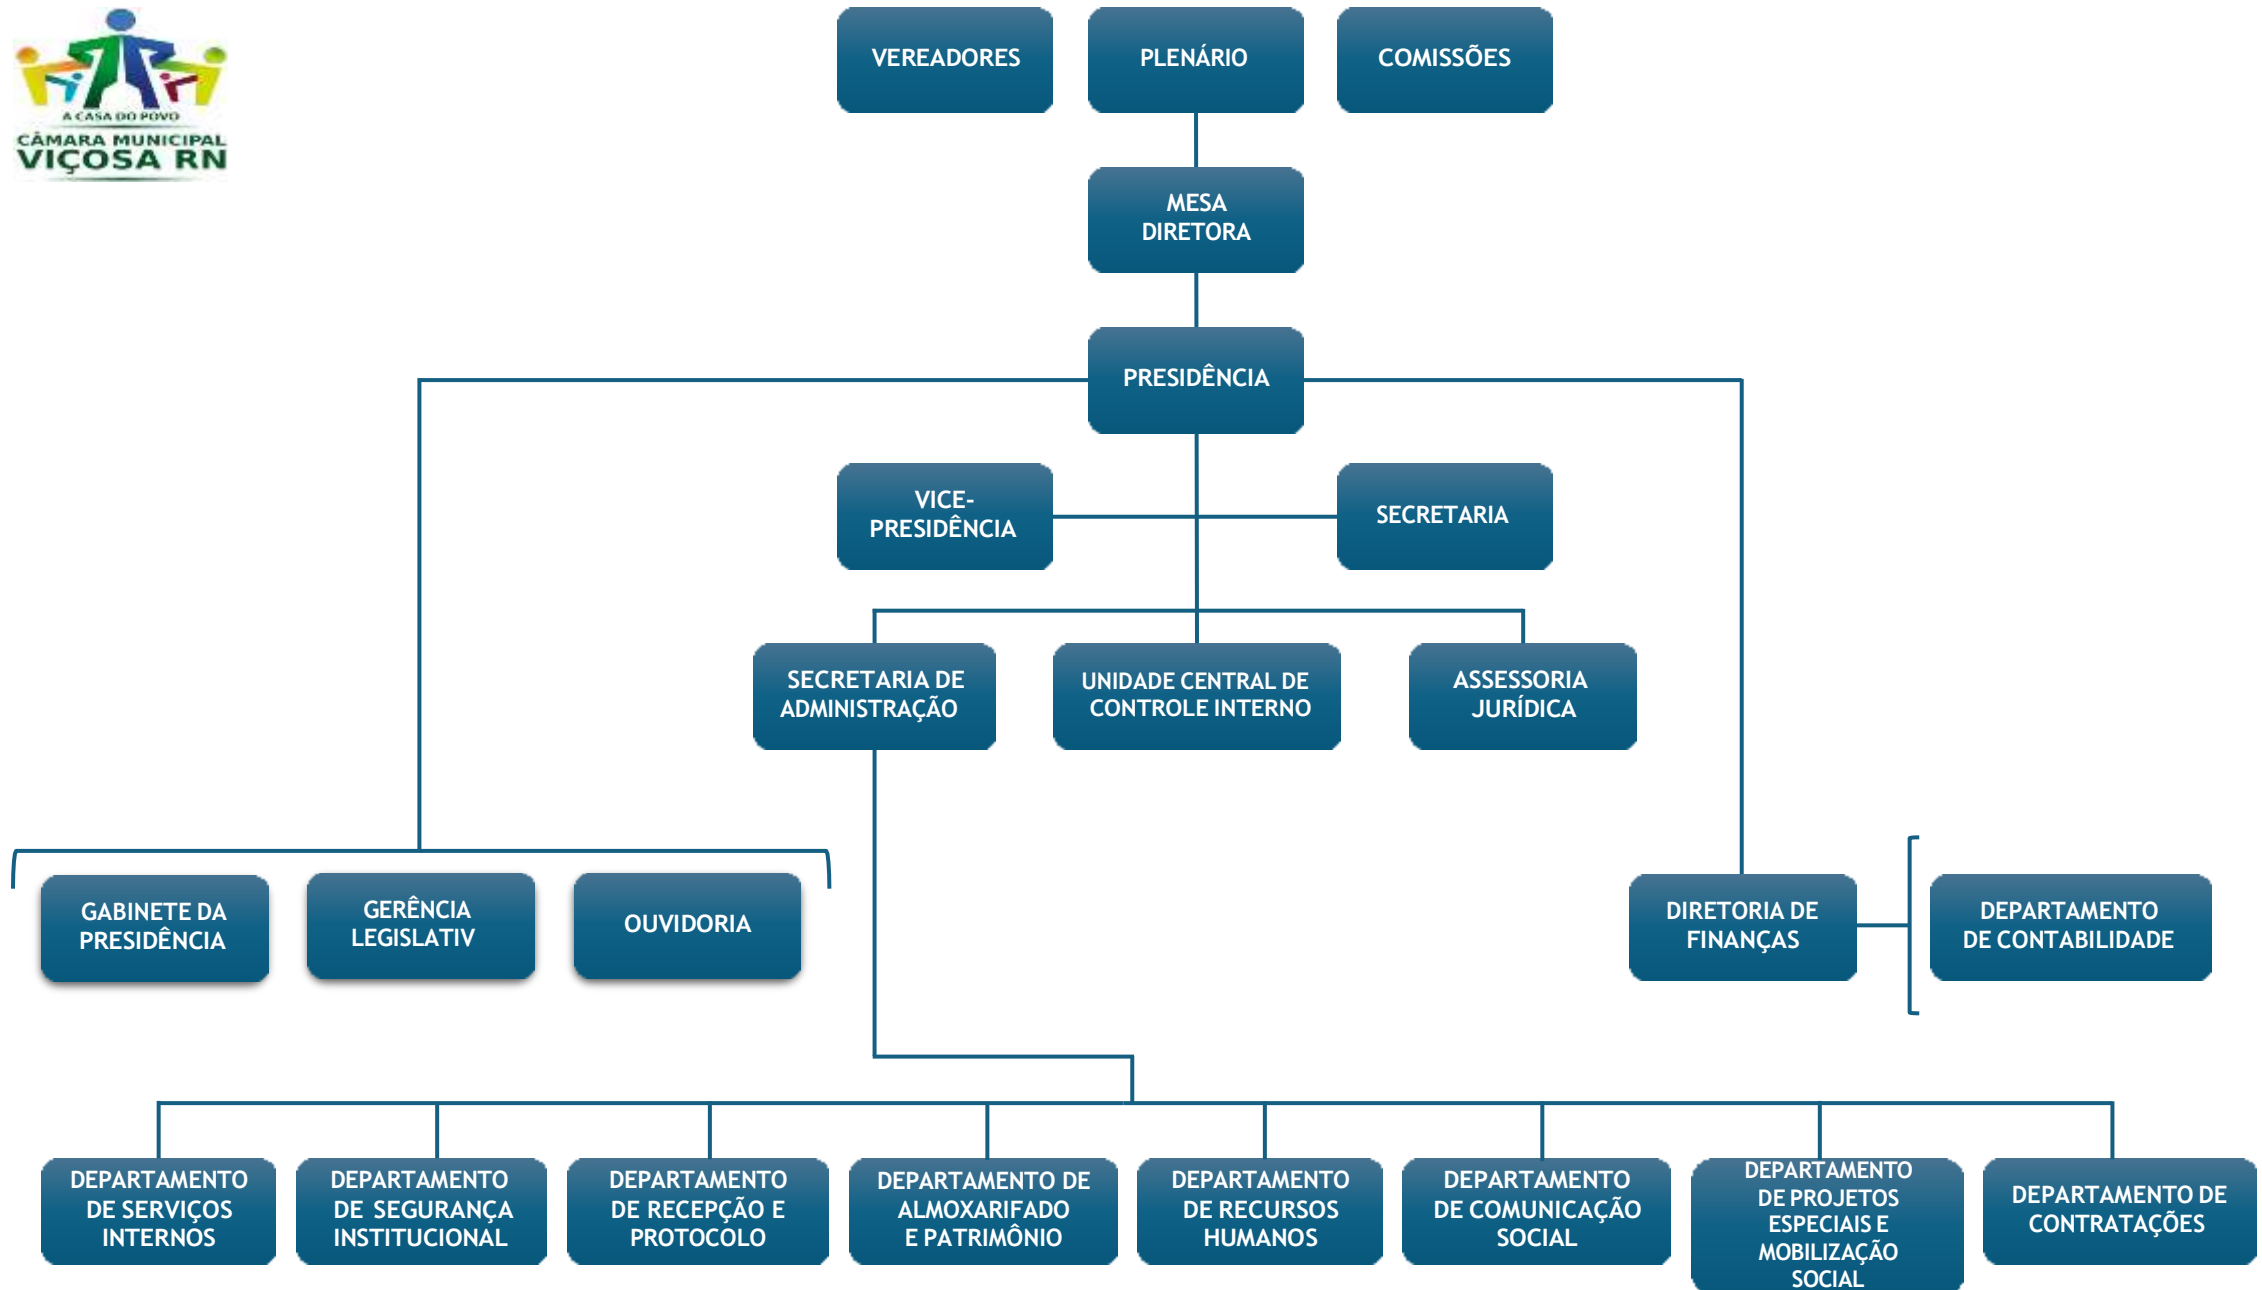 A CASA DO POVO
CÂMARA MUNICIPAL
VIÇOSA RN
VEREADORES
PLENÁRIO
COMISSÕES
MESA
DIRETORA
PRESIDÊNCIA
VICE-
PRESIDÊNCIA
SECRETARIA
SECRETARIA DE
ADMINISTRAÇÃO
UNIDADE CENTRAL DE
CONTROLE INTERNO
ASSESSORIA
JURÍDICA
GABINETE DA
PRESIDÊNCIA
GERÊNCIA
LEGISLATIV
OUVIDORIA
DIRETORIA DE
FINANÇAS
DEPARTAMENTO
DE CONTABILIDADE
DEPARTAMENTO
DE SERVIÇOS
INTERNOS
DEPARTAMENTO
DE SEGURANÇA
INSTITUCIONAL
DEPARTAMENTO
DE RECEPÇÃO E
PROTOCOLO
DEPARTAMENTO DE
ALMOXARIFADO
E PATRIMÔNIO
DEPARTAMENTO
DE RECURSOS
HUMANOS
DEPARTAMENTO
DE COMUNICAÇÃO
SOCIAL
DEPARTAMENTO
DE PROJETOS
ESPECIAIS E
MOBILIZAÇÃO
SOCIAL
DEPARTAMENTO DE
CONTRATAÇÕES